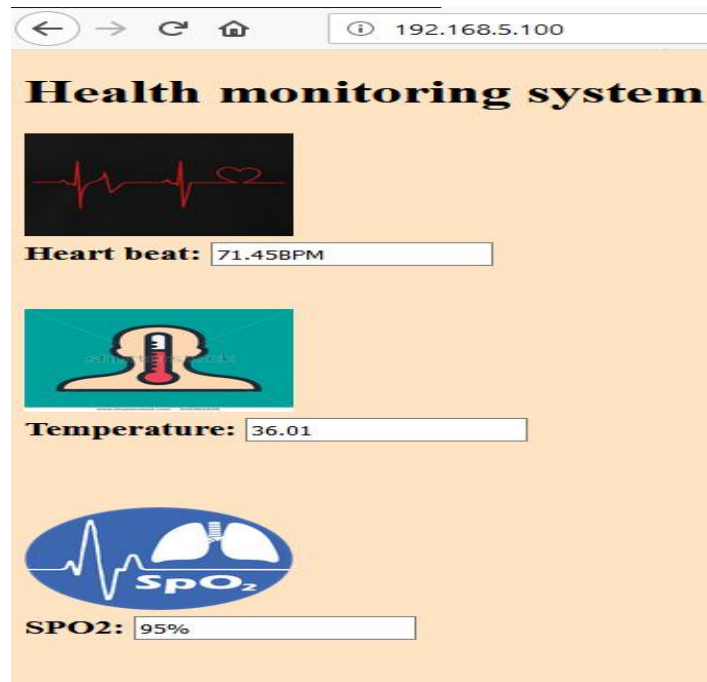 192.168.5.100
Health monitoring system
Heart beat: 71.45BPM
Temperature: 36.01
SpO₂
SPO2: 95%